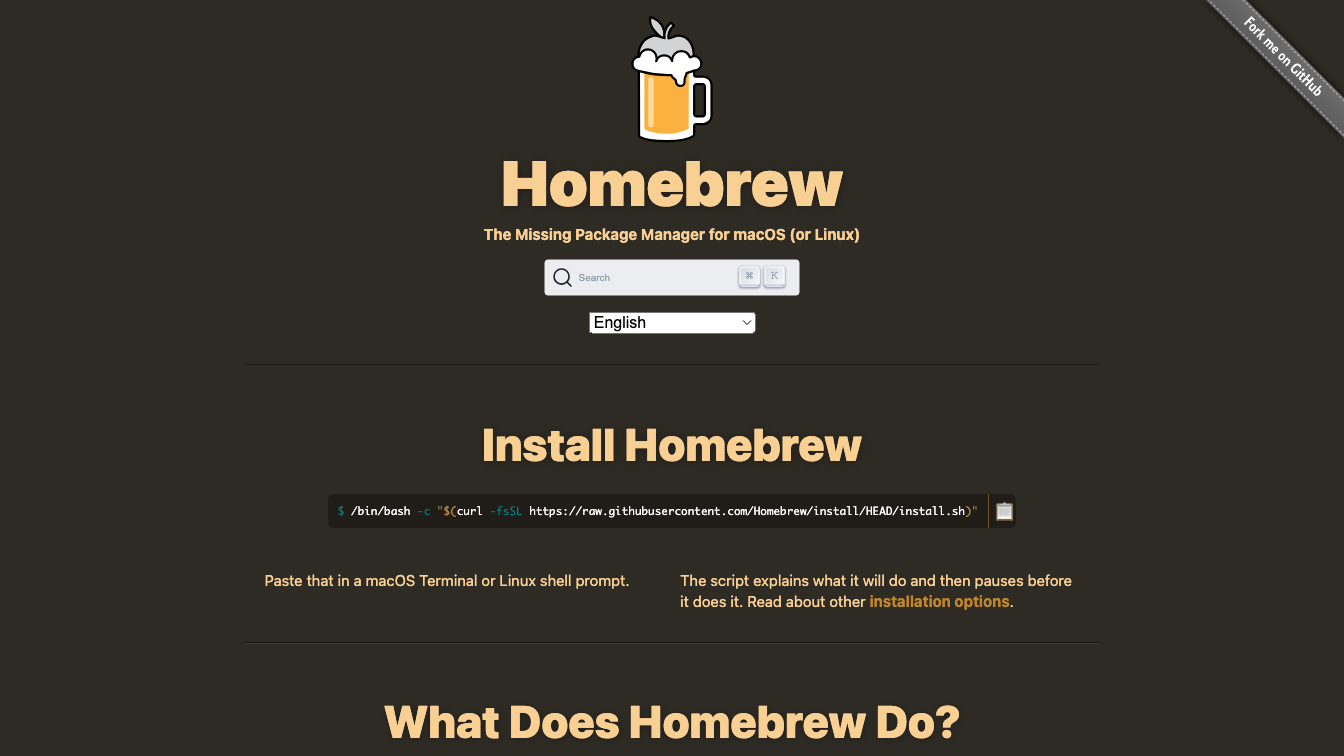 Fork me on GitHub
Homebrew
The Missing Package Manager for macOS (or Linux)
Search ⌘ K
English
Install Homebrew
$ /bin/bash -c "$(curl -fsSL https://raw.githubusercontent.com/Homebrew/install/HEAD/install.sh)"
Paste that in a macOS Terminal or Linux shell prompt.
The script explains what it will do and then pauses before
it does it. Read about other installation options.
What Does Homebrew Do?